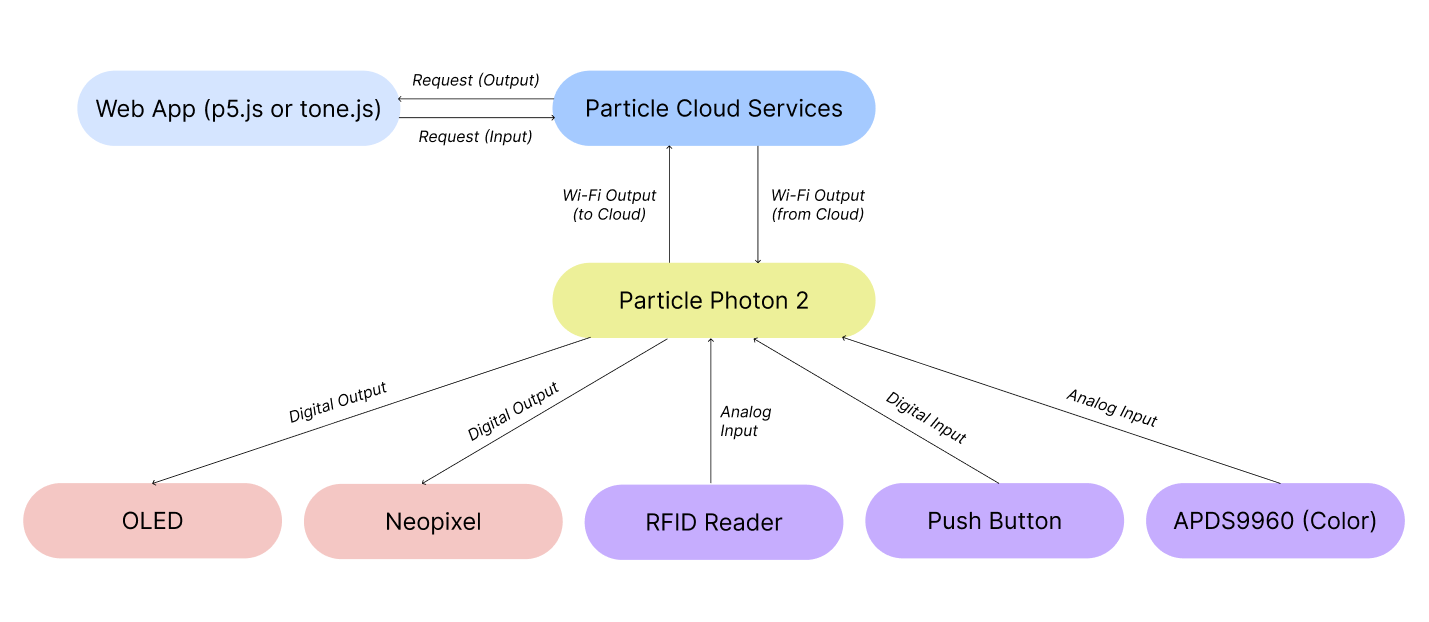 Request (Output)
Web App (p5.js or tone.js)
Particle Cloud Services
Request (Input)
Wi-Fi Output
(to Cloud)
Wi-Fi Output
(from Cloud)
Particle Photon 2
Digital Output
Digital Output
Analog
Input
Digital Input
Analog Input
OLED
Neopixel
RFID Reader
Push Button
APDS9960 (Color)